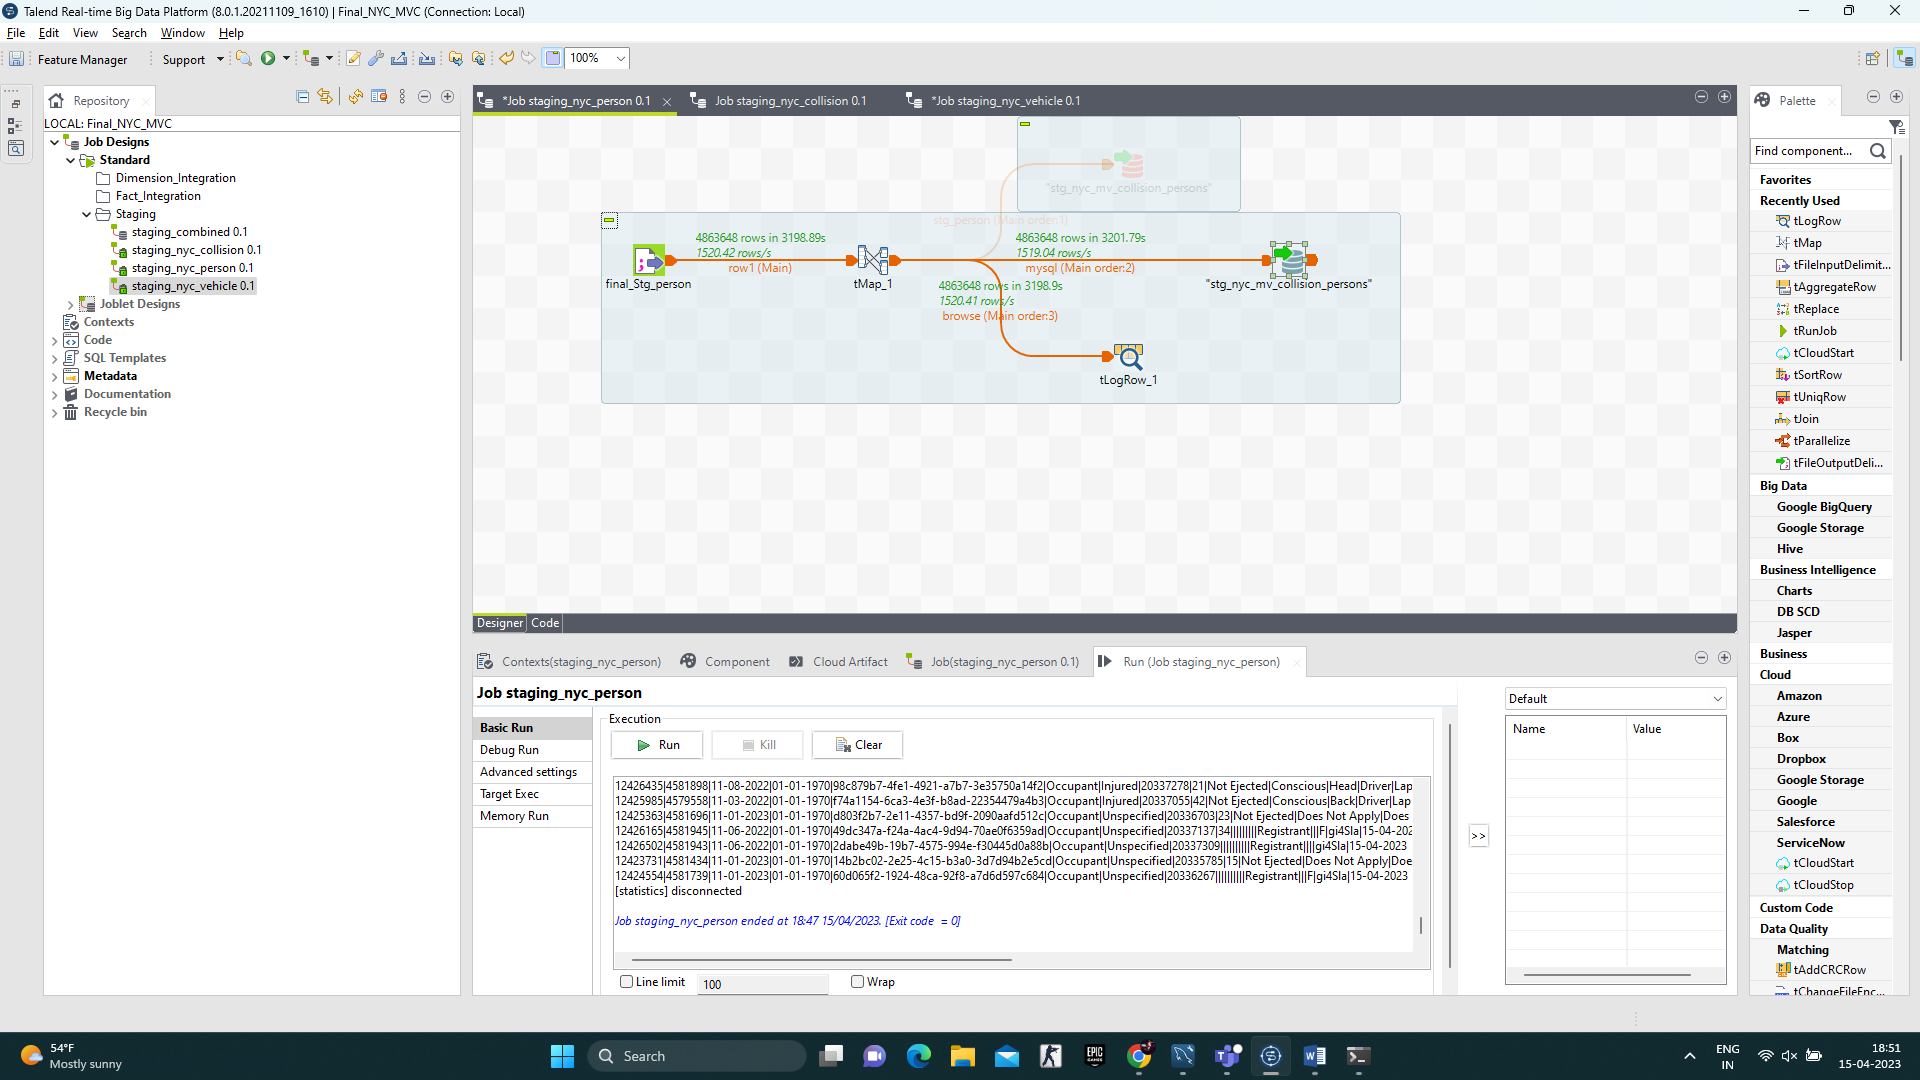 Talend Real-time Big Data Platform (8.0.1.20211109_1610) | Final_NYC_MVC (Connection: Local)
File Edit View Search Window Help
Feature Manager Support 100%
Repository
LOCAL: Final_NYC_MVC
Job Designs
Standard
Dimension_Integration
Fact_Integration
Staging
staging_combined 0.1
staging_nyc_collision 0.1
staging_nyc_person 0.1
staging_nyc_vehicle 0.1
Joblet Designs
Contexts
Code
SQL Templates
Metadata
Documentation
Recycle bin
*Job staging_nyc_person 0.1 Job staging_nyc_collision 0.1 *Job staging_nyc_vehicle 0.1
"stg_nyc_mv_collision_persons"
stg_person (Main order:1)
4863648 rows in 3198.89s
1520.42 rows/s
row1 (Main)
4863648 rows in 3201.79s
1519.04 rows/s
mysql (Main order:2)
final_Stg_person
tMap_1
"stg_nyc_mv_collision_persons"
4863648 rows in 3198.9s
1520.41 rows/s
browse (Main order:3)
tLogRow_1
Designer Code
Contexts(staging_nyc_person) Component Cloud Artifact Job(staging_nyc_person 0.1) Run (Job staging_nyc_person)
Job staging_nyc_person
Basic Run
Debug Run
Advanced settings
Target Exec
Memory Run
Execution
Run Kill Clear
12426435|4581898|11-08-2022|01-01-1970|98c879b7-4fe1-4921-a7b7-3e35750a14f2|Occupant|Injured|20337278|21|Not Ejected|Conscious|Head|Driver|Lap
12425985|4579558|11-03-2022|01-01-1970|f74a1154-6ca3-4e3f-b8ad-22354479a4b3|Occupant|Injured|20337055|42|Not Ejected|Conscious|Back|Driver|Lap
12425363|4581696|11-01-2023|01-01-1970|d803f2b7-2e11-4357-bd9f-2090aafd512c|Occupant|Unspecified|20336703|23|Not Ejected|Does Not Apply|Does
12426165|4581945|11-06-2022|01-01-1970|49dc347a-f24a-4ac4-9d94-70ae0f6359ad|Occupant|Unspecified|20337137|34||||||||||Registrant|||F|gi4Sla|15-04-202
12426502|4581943|11-06-2022|01-01-1970|2dabe49b-19b7-4575-994e-f30445d0a88b|Occupant|Unspecified|20337309|||||||||||Registrant||||gi4Sla|15-04-2023
12423731|4581434|11-01-2023|01-01-1970|14b2bc02-2e25-4c15-b3a0-3d7d94b2e5cd|Occupant|Unspecified|20335785|15|Not Ejected|Does Not Apply|Doe
12424554|4581739|11-01-2023|01-01-1970|60d065f2-1924-48ca-92f8-a7d6d597c684|Occupant|Unspecified|20336267|||||||||||Registrant|||F|gi4Sla|15-04-2023
[statistics] disconnected
Job staging_nyc_person ended at 18:47 15/04/2023. [Exit code = 0]
Line limit 100 Wrap
>>
Default
Name Value
Palette
Find component...
Favorites
Recently Used
tLogRow
tMap
tFileInputDelimit...
tAggregateRow
tReplace
tRunJob
tCloudStart
tSortRow
tUniqRow
tJoin
tParallelize
tFileOutputDeli...
Big Data
Google BigQuery
Google Storage
Hive
Business Intelligence
Charts
DB SCD
Jasper
Business
Cloud
Amazon
Azure
Box
Dropbox
Google Storage
Google
Salesforce
ServiceNow
tCloudStart
tCloudStop
Custom Code
Data Quality
Matching
tAddCRCRow
tChangeFileEnc...
54°F
Mostly sunny
Search
EPIC GAMES
ENG
IN
18:51
15-04-2023